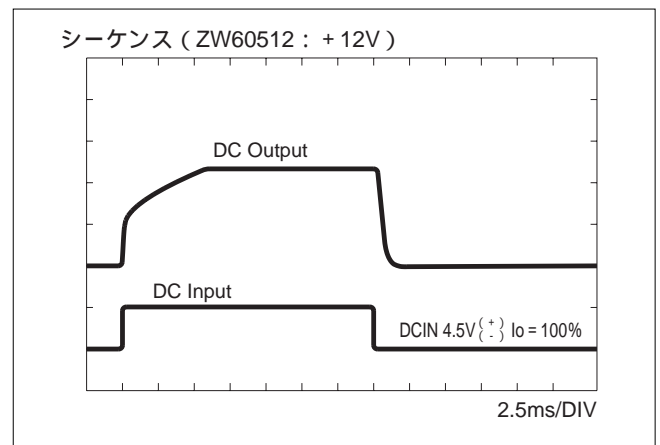 シーケンス（ZW60512：+12V）
DC Output
DC Input
DCIN 4.5V(+)(-) Io = 100%
2.5ms/DIV